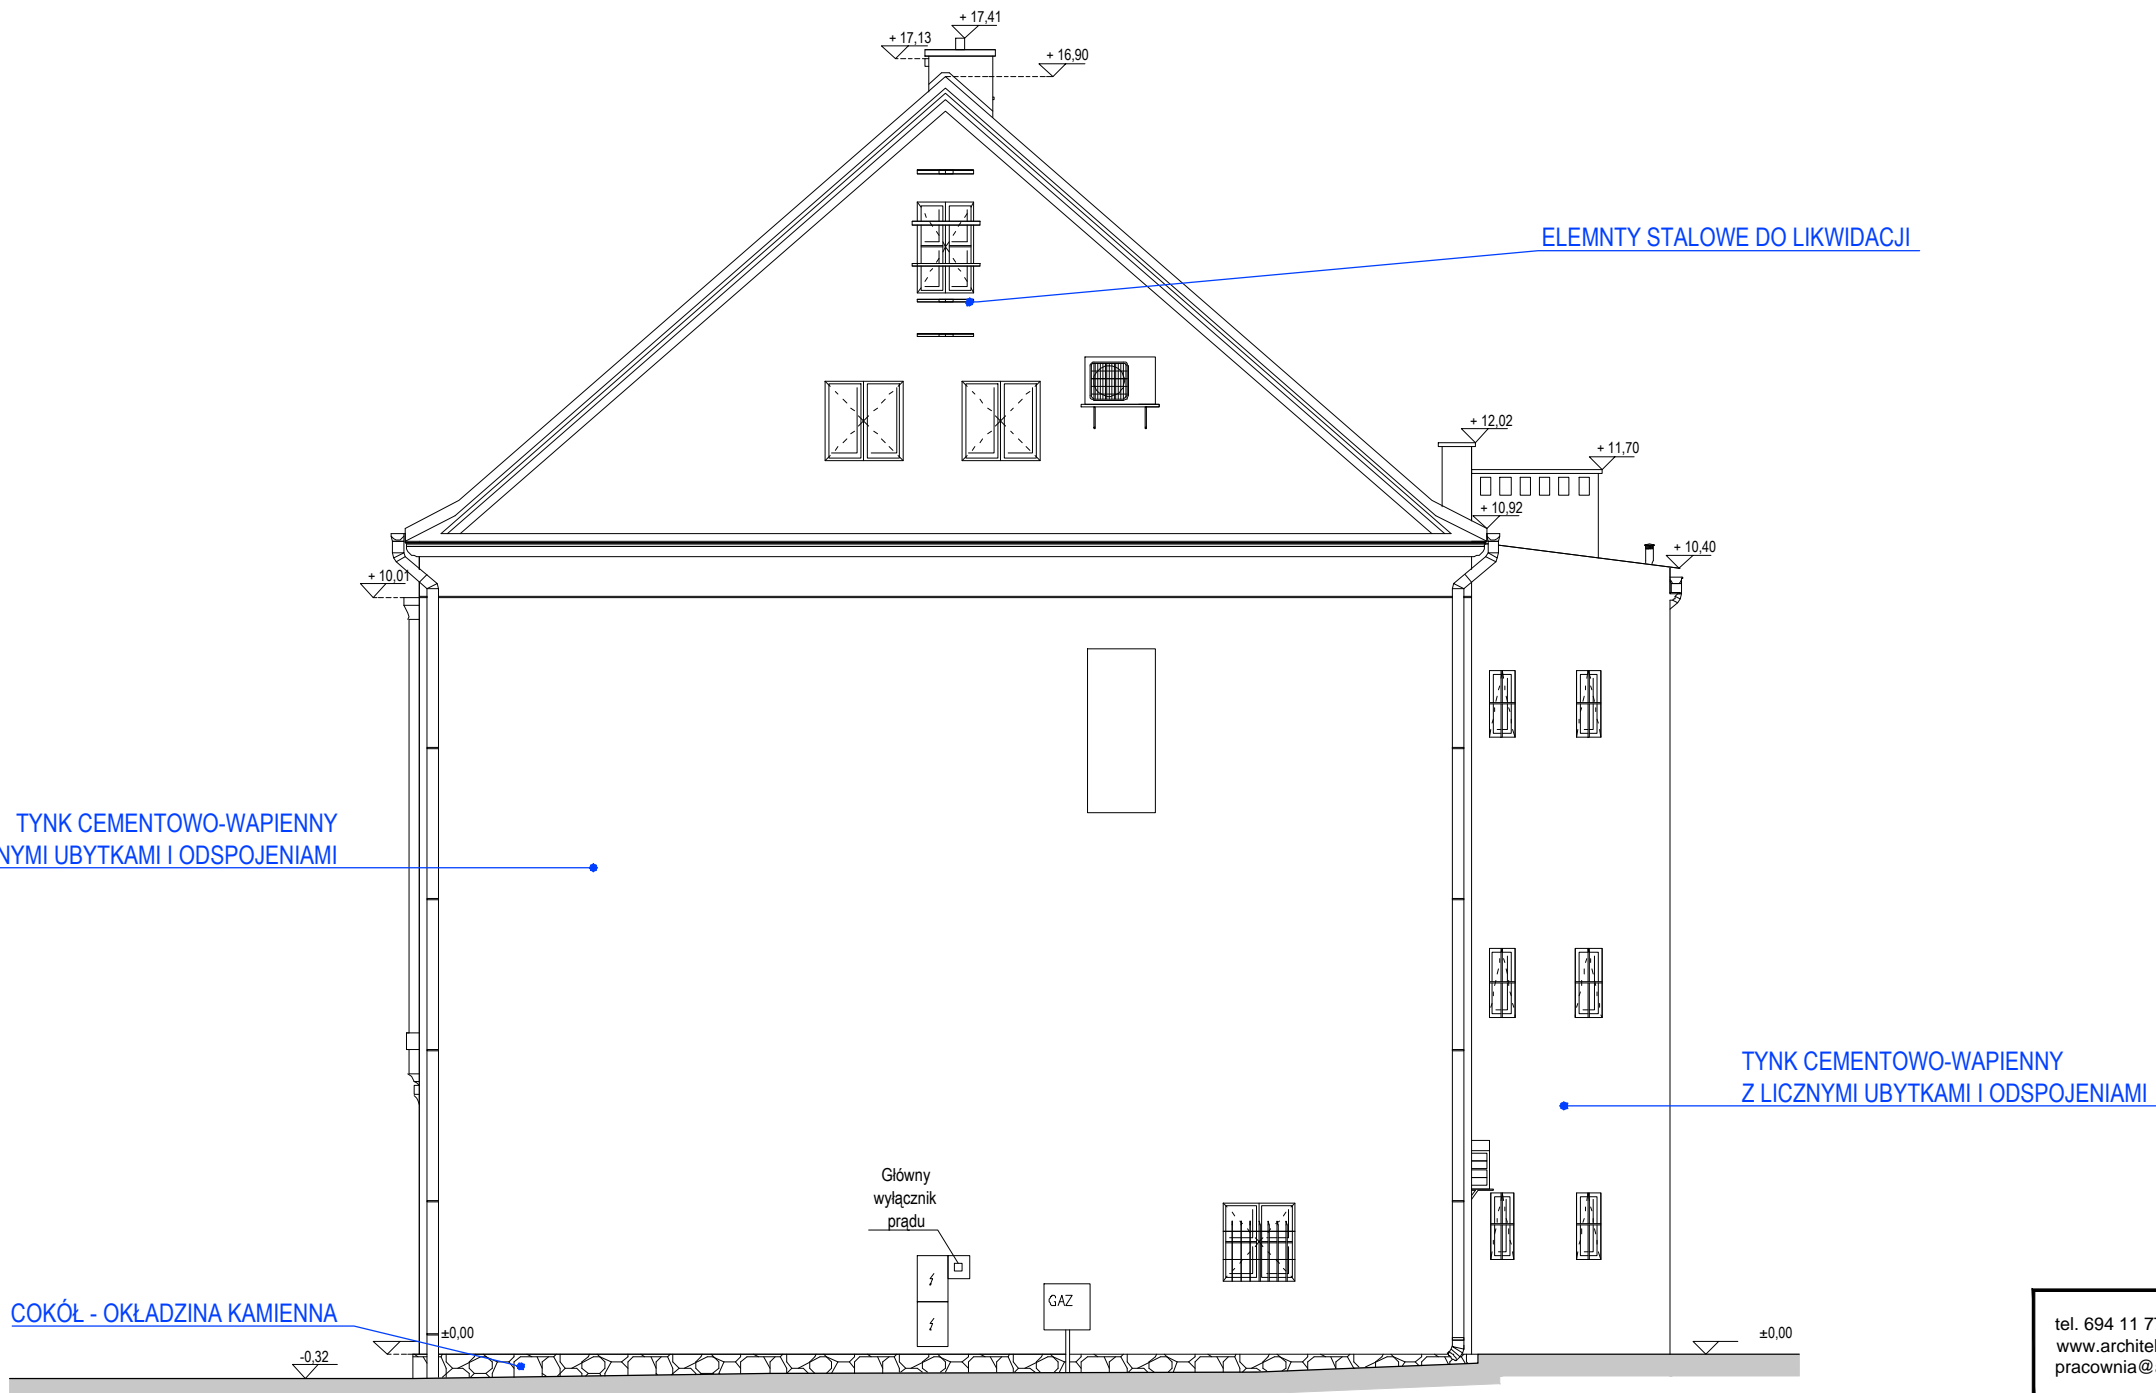 + 17,41
+ 17,13
+ 16,90
ELEMNTY STALOWE DO LIKWIDACJI
+ 12,02
+ 11,70
+ 10,92
+ 10,40
+ 10,01
TYNK CEMENTOWO-WAPIENNY
NYMI UBYTKAMI I ODSPOJENIAMI
TYNK CEMENTOWO-WAPIENNY
Z LICZNYMI UBYTKAMI I ODSPOJENIAMI
Główny
wyłącznik
prądu
GAZ
COKÓŁ - OKŁADZINA KAMIENNA
±0,00
-0,32
±0,00
tel. 694 11 77
www.architek
pracownia@